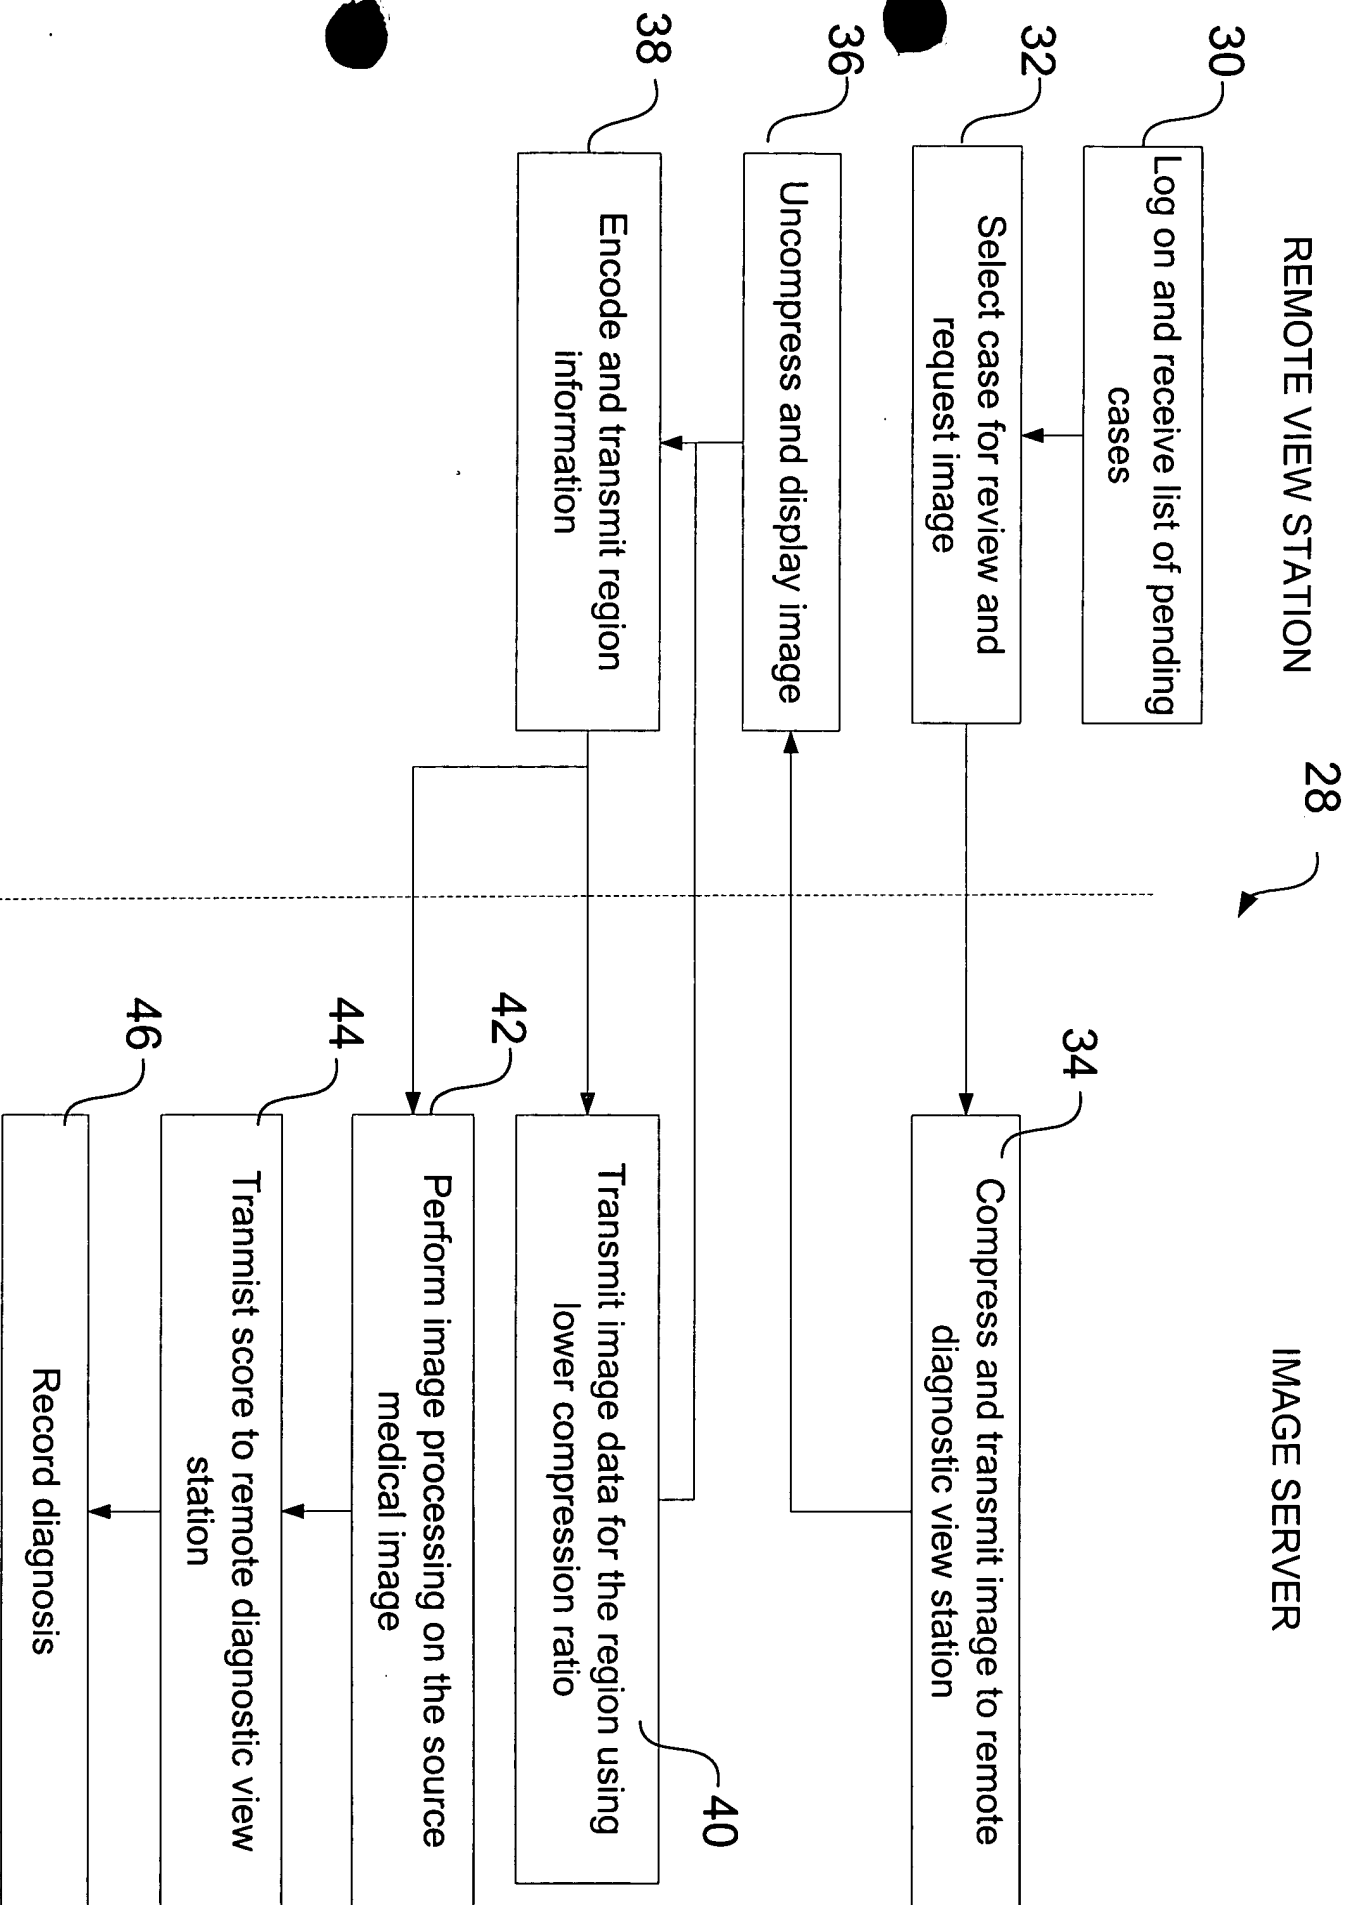 REMOTE VIEW STATION
28
IMAGE SERVER
30
Log on and receive list of pending
cases
32
Select case for review and
request image
34
Compress and transmit image to remote
diagnostic view station
36
Uncompress and display image
38
Encode and transmit region
information
40
Transmit image data for the region using
lower compression ratio
42
Perform image processing on the source
medical image
44
Tranmist score to remote diagnostic view
station
46
Record diagnosis